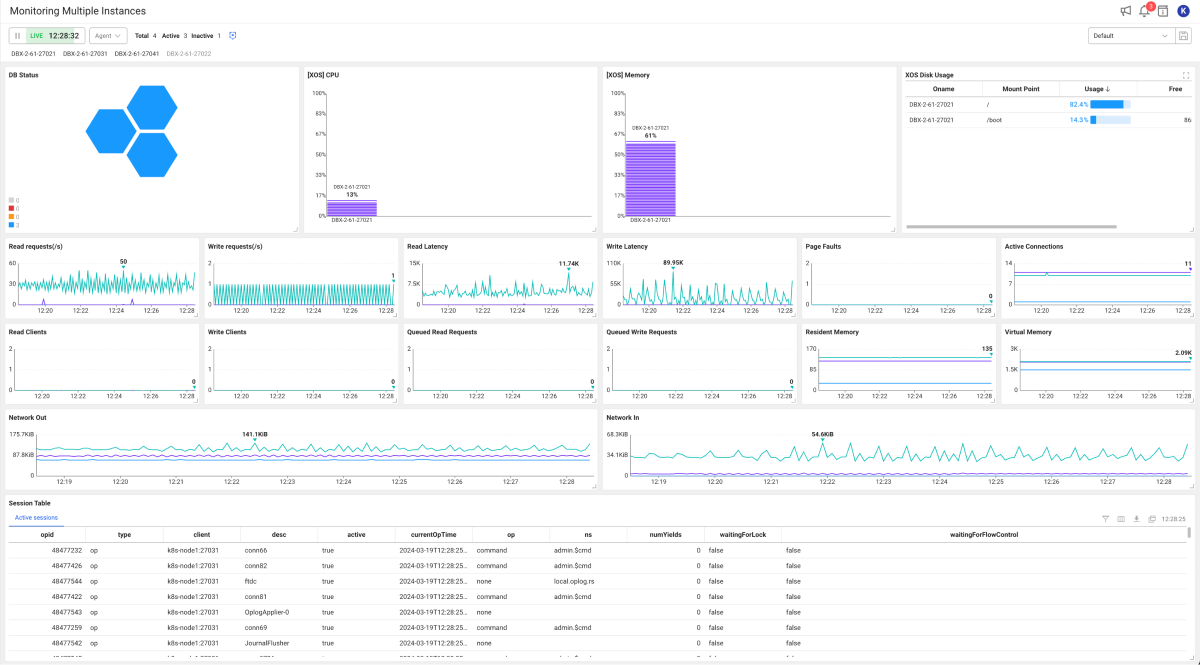 Monitoring Multiple Instances
3
K
LIVE 12:28:32 Agent Total 4 Active 3 Inactive 1 Default
DBX-2-61-27021 DBX-2-61-27031 DBX-2-61-27041 DBX-2-61-27022
DB Status
0
0
0
3
[XOS] CPU
100%
83%
67%
50%
33%
17%
0%
DBX-2-61-27021
13%
DBX-2-61-27021
[XOS] Memory
100%
83%
67%
50%
33%
17%
0%
DBX-2-61-27021
61%
DBX-2-61-27021
XOS Disk Usage
Oname Mount Point Usage ↓ Free
DBX-2-61-27021 / 82.4%
DBX-2-61-27021 /boot 14.3% 86
Read requests(/s)
60
30
0
50
12:20 12:22 12:24 12:26 12:28
Write requests(/s)
2
1
0
1
12:20 12:22 12:24 12:26 12:28
Read Latency
15K
7.5K
0
11.74K
12:20 12:22 12:24 12:26 12:28
Write Latency
110K
55K
0
89.95K
12:20 12:22 12:24 12:26 12:28
Page Faults
2
1
0
0
12:20 12:22 12:24 12:26 12:28
Active Connections
14
7
0
11
12:20 12:22 12:24 12:26 12:28
Read Clients
2
1
0
0
12:20 12:22 12:24 12:26 12:28
Write Clients
2
1
0
0
12:20 12:22 12:24 12:26 12:28
Queued Read Requests
2
1
0
0
12:20 12:22 12:24 12:26 12:28
Queued Write Requests
2
1
0
0
12:20 12:22 12:24 12:26 12:28
Resident Memory
170
85
0
135
12:20 12:22 12:24 12:26 12:28
Virtual Memory
3K
1.5K
0
2.09K
12:20 12:22 12:24 12:26 12:28
Network Out
175.7KiB
87.8KiB
0
141.1KiB
12:19 12:20 12:21 12:22 12:23 12:24 12:25 12:26 12:27 12:28
Network In
68.3KiB
34.1KiB
0
54.6KiB
12:19 12:20 12:21 12:22 12:23 12:24 12:25 12:26 12:27 12:28
Session Table
Active sessions
12:28:25
opid type client desc active currentOpTime op ns numYields waitingForLock waitingForFlowControl
48477232 op k8s-node1:27031 conn66 true 2024-03-19T12:28:25... command admin.$cmd 0 false false
48477426 op k8s-node1:27031 conn82 true 2024-03-19T12:28:25... command admin.$cmd 0 false false
48477544 op k8s-node1:27031 ftdc true 2024-03-19T12:28:25... none local.oplog.rs 0 false false
48477422 op k8s-node1:27031 conn81 true 2024-03-19T12:28:25... command admin.$cmd 0 false false
48477543 op k8s-node1:27031 OplogApplier-0 true 2024-03-19T12:28:25... none 0 false false
48477259 op k8s-node1:27031 conn69 true 2024-03-19T12:28:25... command admin.$cmd 0 false false
48477542 op k8s-node1:27031 JournalFlusher true 2024-03-19T12:28:25... none 0 false false